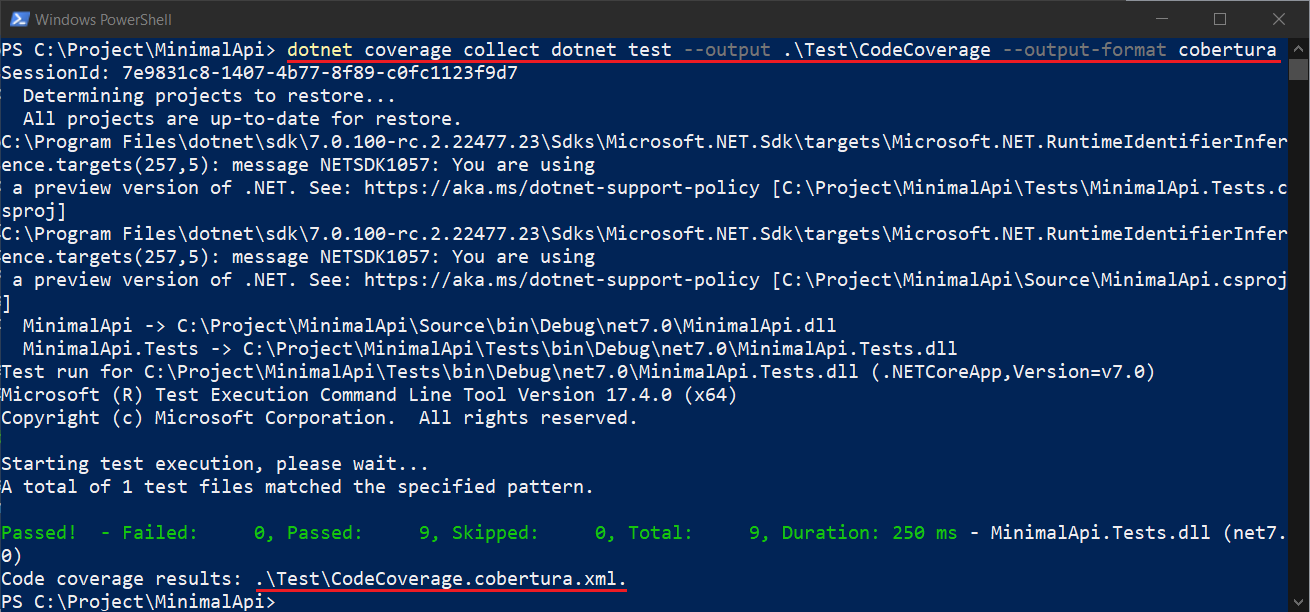 Windows PowerShell
PS C:\Project\MinimalApi> dotnet coverage collect dotnet test --output .\Test\CodeCoverage --output-format cobertura
SessionId: 7e9831c8-1407-4b77-8f89-c0fc1123f9d7
  Determining projects to restore...
  All projects are up-to-date for restore.
C:\Program Files\dotnet\sdk\7.0.100-rc.2.22477.23\Sdks\Microsoft.NET.Sdk\targets\Microsoft.NET.RuntimeIdentifierInfer
ence.targets(257,5): message NETSDK1057: You are using
 a preview version of .NET. See: https://aka.ms/dotnet-support-policy [C:\Project\MinimalApi\Tests\MinimalApi.Tests.c
sproj]
C:\Program Files\dotnet\sdk\7.0.100-rc.2.22477.23\Sdks\Microsoft.NET.Sdk\targets\Microsoft.NET.RuntimeIdentifierInfer
ence.targets(257,5): message NETSDK1057: You are using
 a preview version of .NET. See: https://aka.ms/dotnet-support-policy [C:\Project\MinimalApi\Source\MinimalApi.csproj
]
  MinimalApi -> C:\Project\MinimalApi\Source\bin\Debug\net7.0\MinimalApi.dll
  MinimalApi.Tests -> C:\Project\MinimalApi\Tests\bin\Debug\net7.0\MinimalApi.Tests.dll
Test run for C:\Project\MinimalApi\Tests\bin\Debug\net7.0\MinimalApi.Tests.dll (.NETCoreApp,Version=v7.0)
Microsoft (R) Test Execution Command Line Tool Version 17.4.0 (x64)
Copyright (c) Microsoft Corporation.  All rights reserved.
Starting test execution, please wait...
A total of 1 test files matched the specified pattern.
Passed!  - Failed:     0, Passed:     9, Skipped:     0, Total:     9, Duration: 250 ms - MinimalApi.Tests.dll (net7.
0)
Code coverage results: .\Test\CodeCoverage.cobertura.xml.
PS C:\Project\MinimalApi>